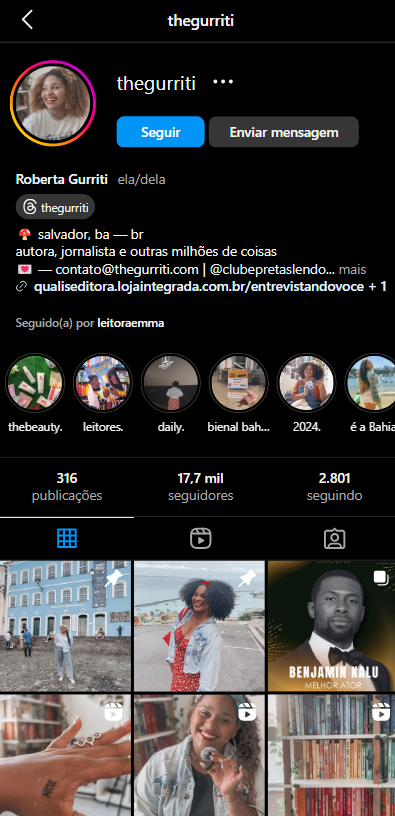 thegurriti
thegurriti
Seguir
Enviar mensagem
Roberta Gurriti ela/dela
thegurriti
salvador, ba — br
autora, jornalista e outras milhões de coisas
— contato@thegurriti.com | @clubepretaslendo... mais
qualiseditora.lojaintegrada.com.br/entrevistandovoce + 1
Seguido(a) por leitoraemma
thebeauty. leitores. daily. bienal bah... 2024. é a Bahia
316 17,7 mil 2.801
publicações seguidores seguindo
BENJAMIN KALU
MELHOR ATOR